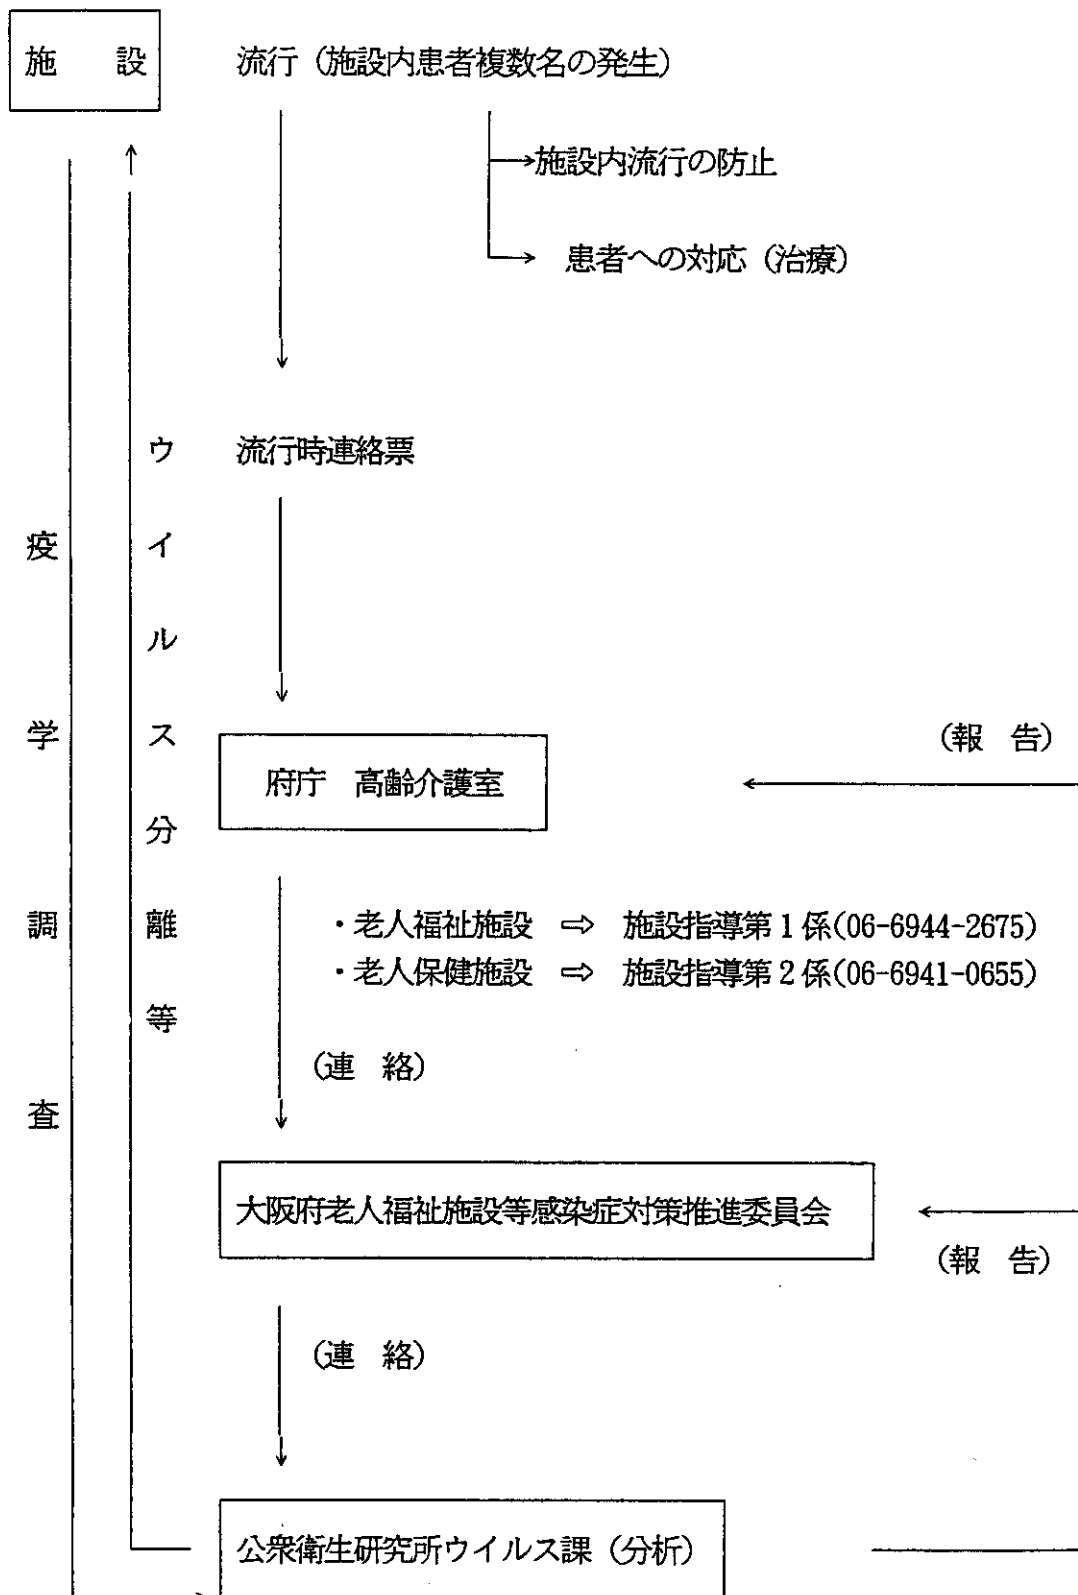 施　設　流行（施設内患者複数名の発生）
施設内流行の防止
患者への対応（治療）
流行時連絡票
疫学調査
ウイルス分離等
府庁　高齢介護室
（報　告）
・老人福祉施設　⇨　施設指導第１係(06-6944-2675)
・老人保健施設　⇨　施設指導第２係(06-6941-0655)
（連　絡）
大阪府老人福祉施設等感染症対策推進委員会
（報　告）
（連　絡）
公衆衛生研究所ウイルス課（分析）